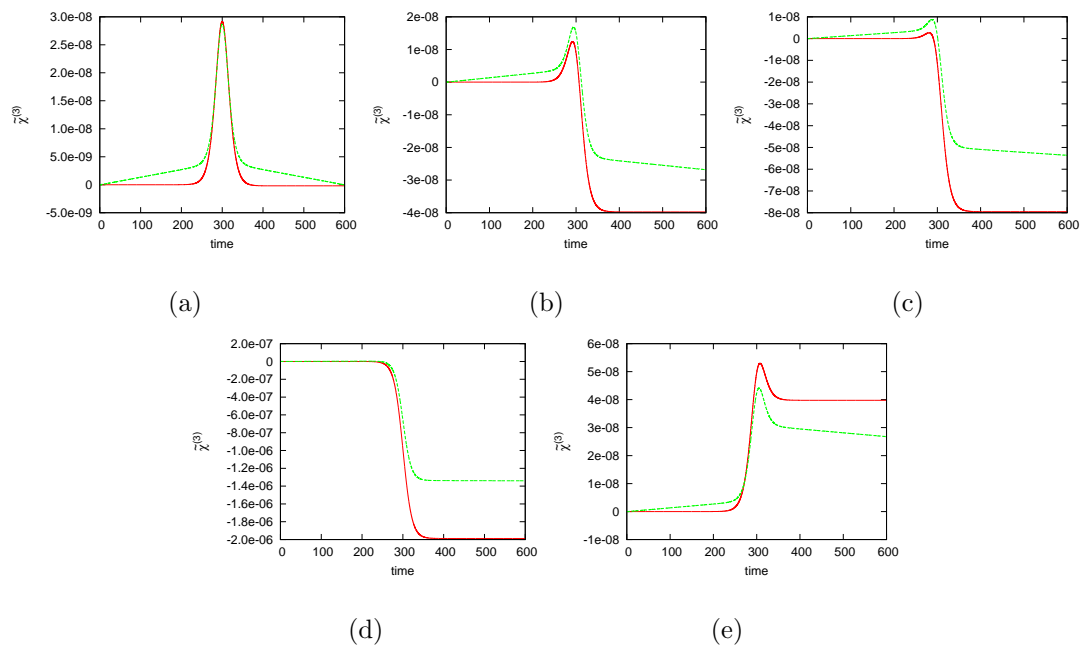 3.0e-08
2.5e-08
2.0e-08
1.5e-08
1.0e-08
5.0e-09
0
-5.0e-09
0 100 200 300 400 500 600
time
χ̃⁽³⁾
(a)
2e-08
1e-08
0
-1e-08
-2e-08
-3e-08
-4e-08
0 100 200 300 400 500 600
time
χ̃⁽³⁾
(b)
1e-08
0
-1e-08
-2e-08
-3e-08
-4e-08
-5e-08
-6e-08
-7e-08
-8e-08
0 100 200 300 400 500 600
time
χ̃⁽³⁾
(c)
2.0e-07
0
-2.0e-07
-4.0e-07
-6.0e-07
-8.0e-07
-1.0e-06
-1.2e-06
-1.4e-06
-1.6e-06
-1.8e-06
-2.0e-06
0 100 200 300 400 500 600
time
χ̃⁽³⁾
(d)
6e-08
5e-08
4e-08
3e-08
2e-08
1e-08
0
-1e-08
0 100 200 300 400 500 600
time
χ̃⁽³⁾
(e)